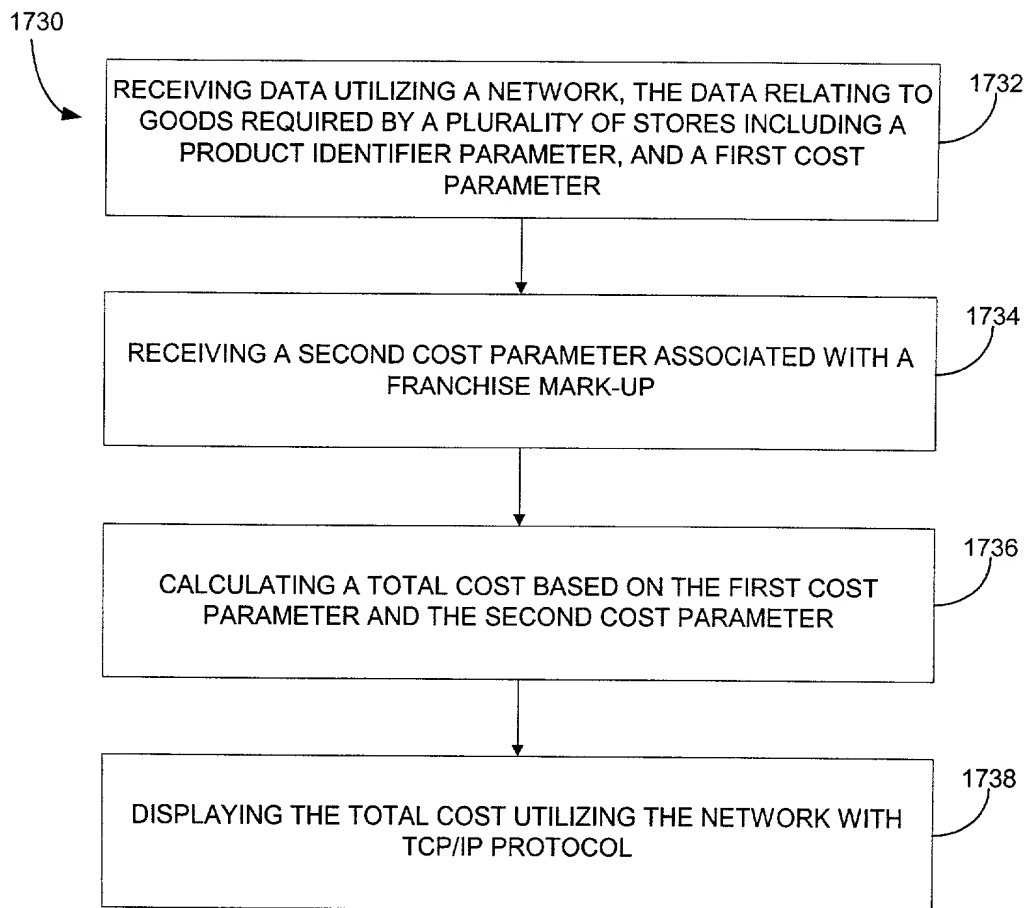 1730
RECEIVING DATA UTILIZING A NETWORK, THE DATA RELATING TO
GOODS REQUIRED BY A PLURALITY OF STORES INCLUDING A
PRODUCT IDENTIFIER PARAMETER, AND A FIRST COST
PARAMETER
1732
RECEIVING A SECOND COST PARAMETER ASSOCIATED WITH A
FRANCHISE MARK-UP
1734
CALCULATING A TOTAL COST BASED ON THE FIRST COST
PARAMETER AND THE SECOND COST PARAMETER
1736
DISPLAYING THE TOTAL COST UTILIZING THE NETWORK WITH
TCP/IP PROTOCOL
1738